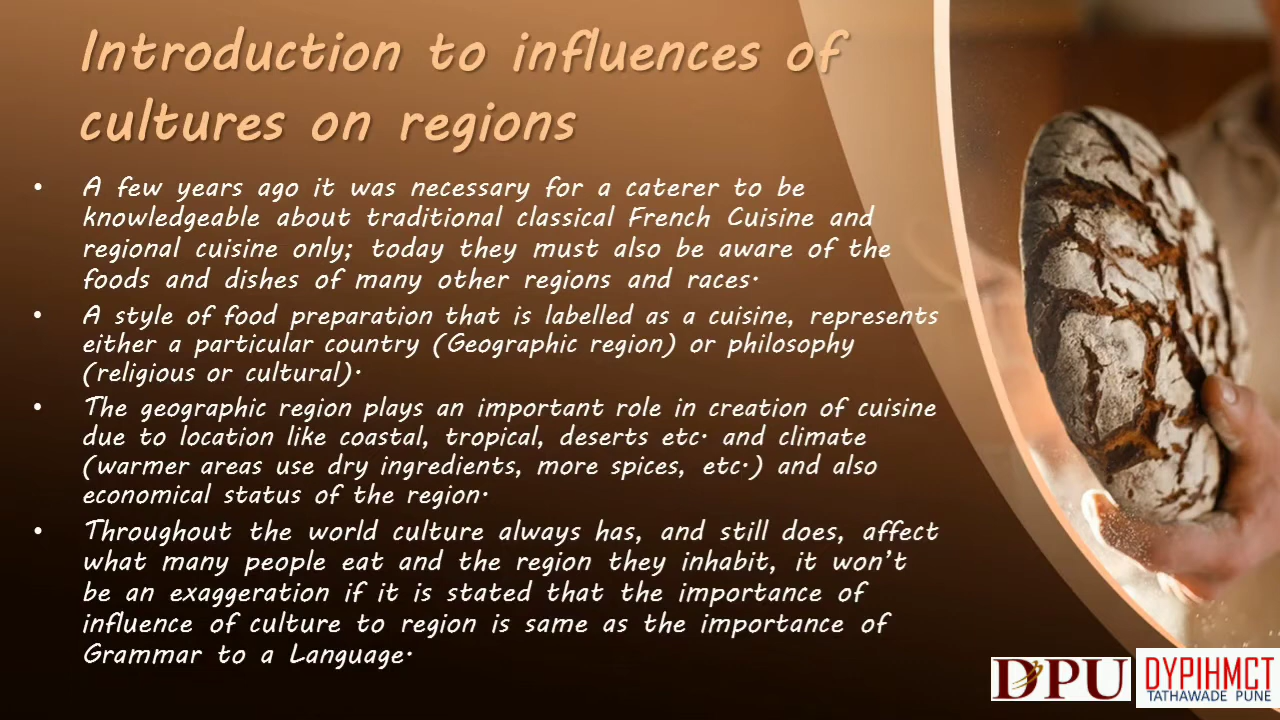 Introduction to influences of
cultures on regions
• A few years ago it was necessary for a caterer to be
knowledgeable about traditional classical French Cuisine and
regional cuisine only; today they must also be aware of the
foods and dishes of many other regions and races.
• A style of food preparation that is labelled as a cuisine, represents
either a particular country (Geographic region) or philosophy
(religious or cultural).
• The geographic region plays an important role in creation of cuisine
due to location like coastal, tropical, deserts etc. and climate
(warmer areas use dry ingredients, more spices, etc.) and also
economical status of the region.
• Throughout the world culture always has, and still does, affect
what many people eat and the region they inhabit, it won't
be an exaggeration if it is stated that the importance of
influence of culture to region is same as the importance of
Grammar to a Language.
DPU
DYPIHMCT
TATHAWADE PUNE